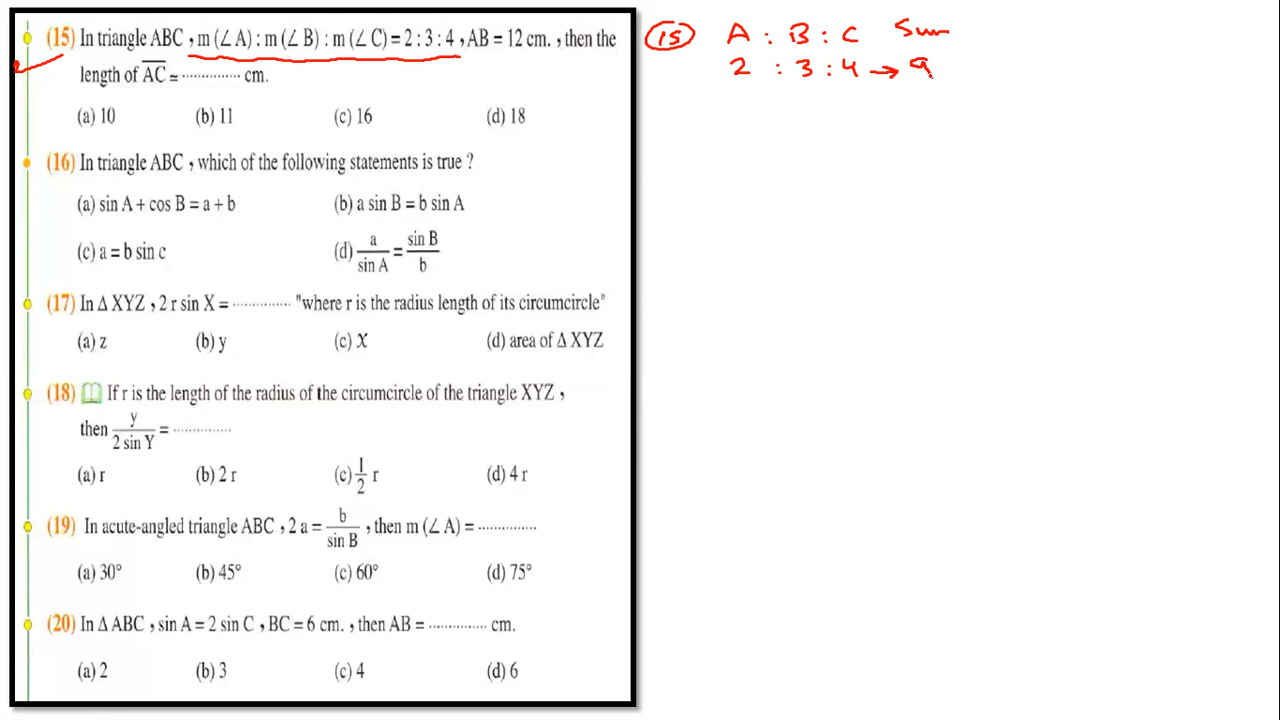 (15) In triangle ABC , m (∠ A) : m (∠ B) : m (∠ C) = 2 : 3 : 4 , AB = 12 cm. , then the
length of AC = ·············· cm.
(a) 10 (b) 11 (c) 16 (d) 18
(16) In triangle ABC , which of the following statements is true ?
(a) sin A + cos B = a + b (b) a sin B = b sin A
(c) a = b sin c (d) a / sin A = sin B / b
(17) In Δ XYZ , 2 r sin X = ·············· "where r is the radius length of its circumcircle"
(a) z (b) y (c) x (d) area of Δ XYZ
(18) If r is the length of the radius of the circumcircle of the triangle XYZ ,
then y / 2 sin Y = ··············
(a) r (b) 2 r (c) 1/2 r (d) 4 r
(19) In acute-angled triangle ABC , 2 a = b / sin B , then m (∠ A) = ··············
(a) 30° (b) 45° (c) 60° (d) 75°
(20) In Δ ABC , sin A = 2 sin C , BC = 6 cm. , then AB = ·············· cm.
(a) 2 (b) 3 (c) 4 (d) 6
15 A : B : C Sum
2 : 3 : 4 → 9